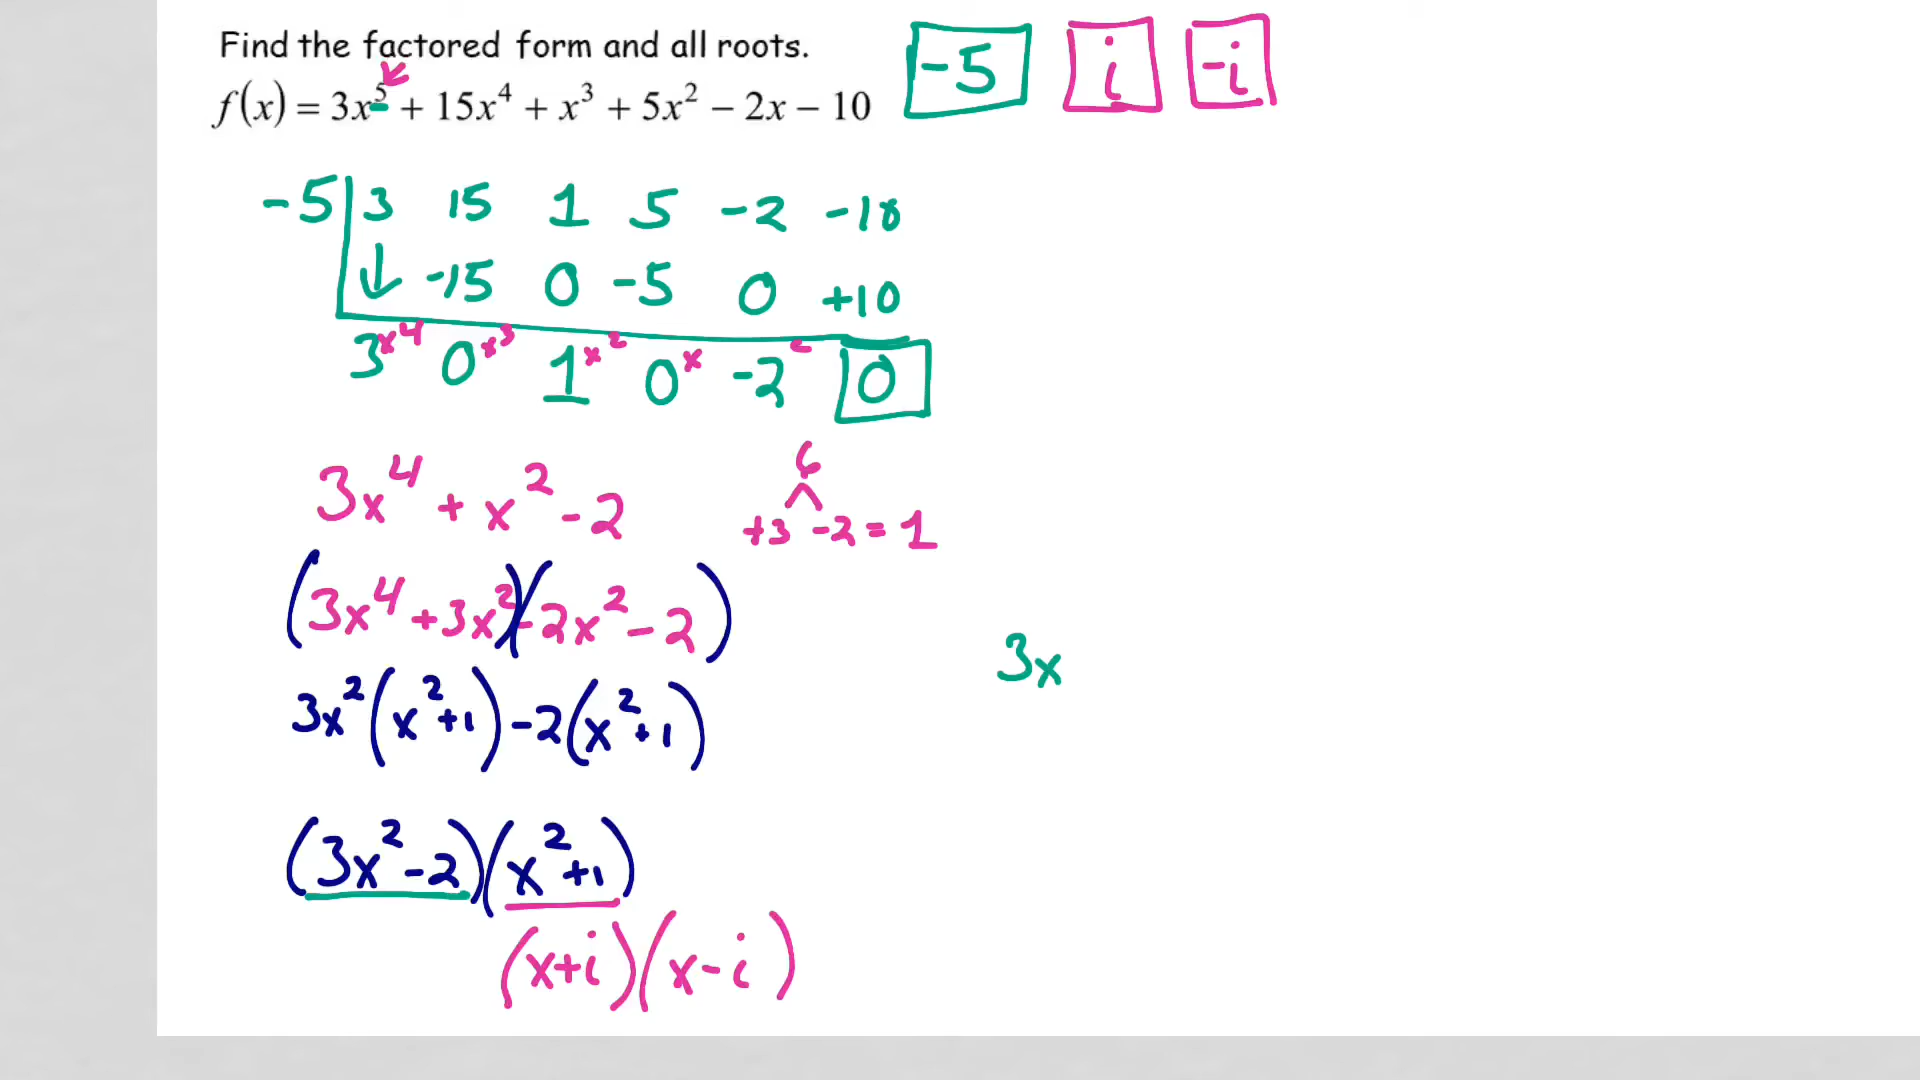 Find the factored form and all roots.
-5 i -i
f(x) = 3x⁵ + 15x⁴ + x³ + 5x² − 2x − 10
-5 | 3 15 1 5 -2 -10
↓ -15 0 -5 0 +10
3x⁴ 0x³ 1x² 0x -2c 0
3x⁴ + x² - 2
6
+3 -2 = 1
(3x⁴ + 3x²)(-2x² - 2)
3x
3x²(x²+1) -2(x²+1)
(3x² - 2)(x²+1)
(x+i)(x-i)